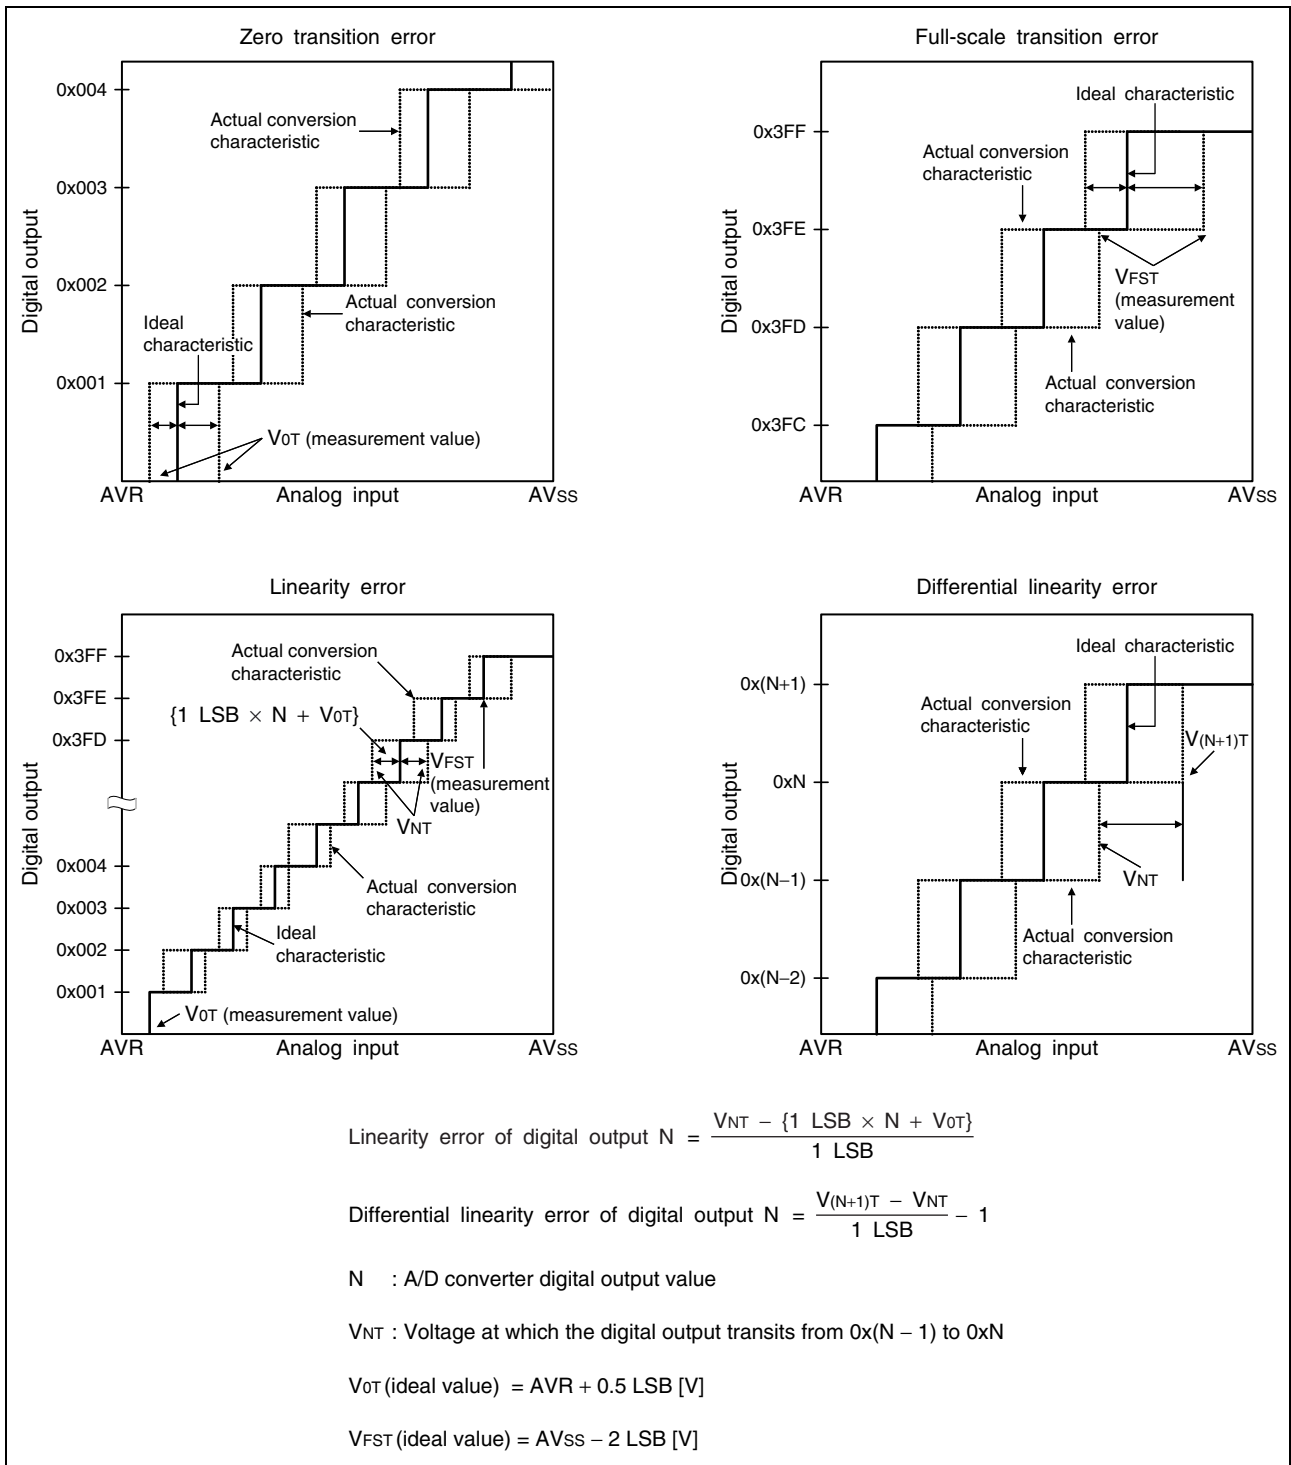 Zero transition error
0x004
0x003
0x002
0x001
Digital output
Actual conversion
characteristic
Actual conversion
characteristic
Ideal
characteristic
V0T (measurement value)
AVR
Analog input
AVSS
Full-scale transition error
0x3FF
0x3FE
0x3FD
0x3FC
Digital output
Ideal characteristic
Actual conversion
characteristic
VFST
(measurement
value)
Actual conversion
characteristic
AVR
Analog input
AVSS
Linearity error
0x3FF
0x3FE
0x3FD
0x004
0x003
0x002
0x001
Digital output
Actual conversion
characteristic
{1 LSB × N + V0T}
VFST
(measurement
value)
VNT
Actual conversion
characteristic
Ideal
characteristic
V0T (measurement value)
AVR
Analog input
AVSS
Differential linearity error
0x(N+1)
0xN
0x(N−1)
0x(N−2)
Digital output
Ideal characteristic
Actual conversion
characteristic
V(N+1)T
VNT
Actual conversion
characteristic
AVR
Analog input
AVSS
Linearity error of digital output N = VNT − {1 LSB × N + V0T} / 1 LSB
Differential linearity error of digital output N = V(N+1)T − VNT / 1 LSB − 1
N : A/D converter digital output value
VNT : Voltage at which the digital output transits from 0x(N − 1) to 0xN
V0T (ideal value) = AVR + 0.5 LSB [V]
VFST (ideal value) = AVSS − 2 LSB [V]